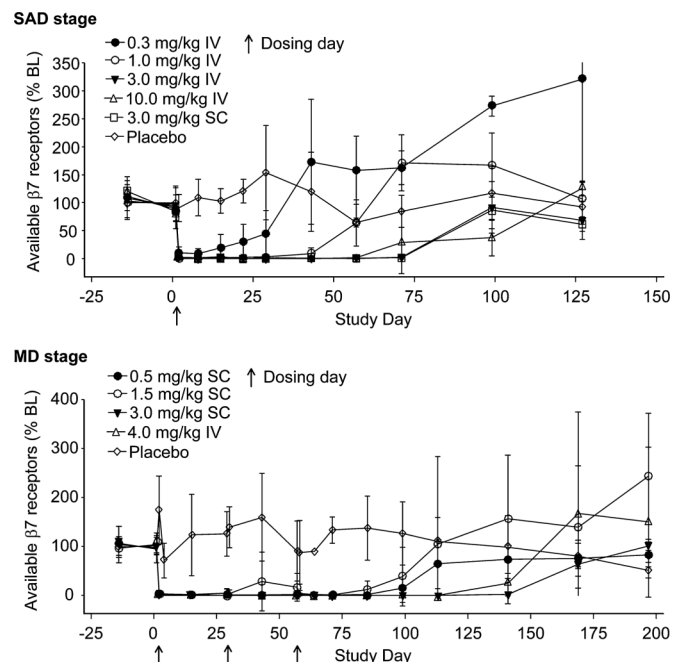 SAD stage
0.3 mg/kg IV ↑ Dosing day
1.0 mg/kg IV
3.0 mg/kg IV
10.0 mg/kg IV
3.0 mg/kg SC
Placebo
Available β7 receptors (% BL)
350
300
250
200
150
100
50
0
-25 0 25 50 75 100 125 150
Study Day
↑
MD stage
0.5 mg/kg SC ↑ Dosing day
1.5 mg/kg SC
3.0 mg/kg SC
4.0 mg/kg IV
Placebo
Available β7 receptors (% BL)
400
300
200
100
0
-25 0 25 50 75 100 125 150 175 200
↑ ↑ ↑ Study Day